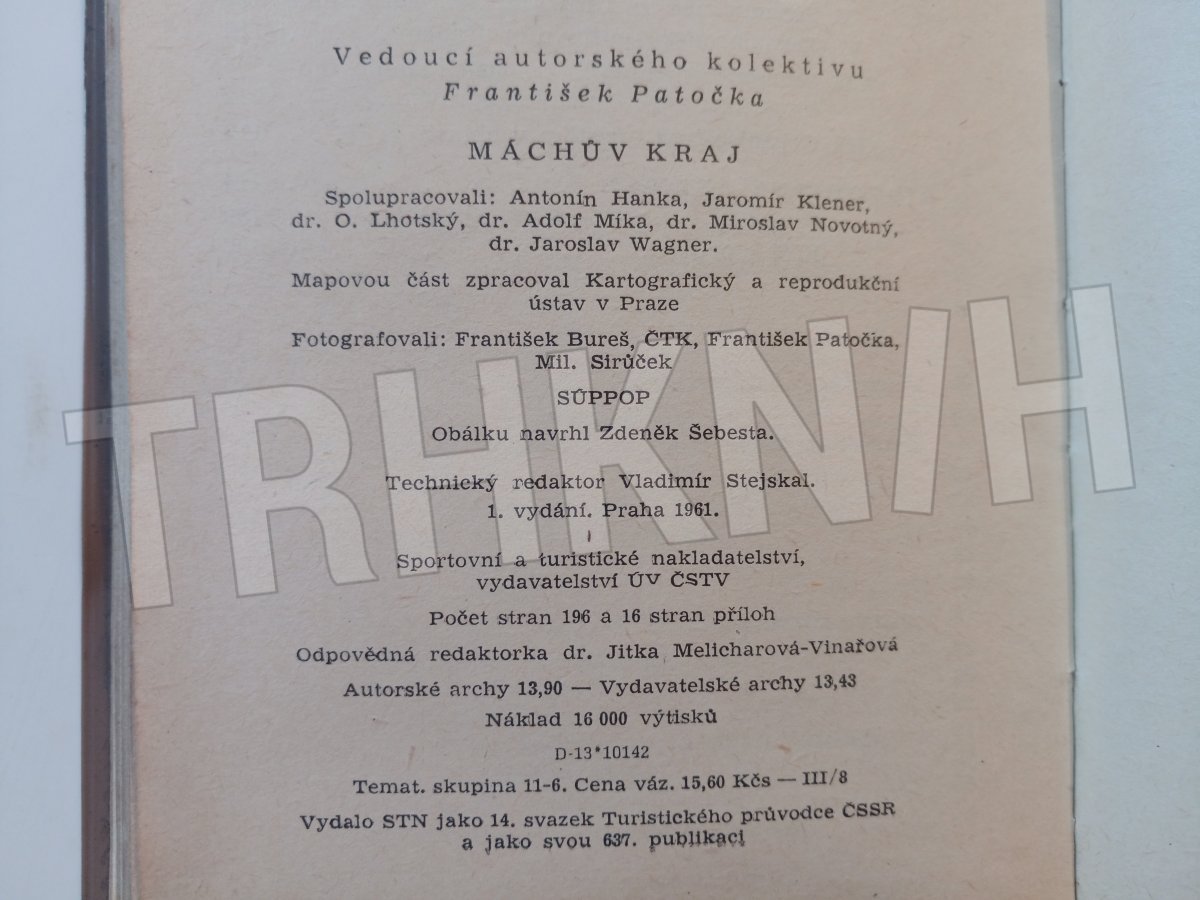 Vedoucí autorského kolektivu
František Patočka
MÁCHŮV KRAJ
Spolupracovali: Antonín Hanka, Jaromír Klener,
dr. O. Lhotský, dr. Adolf Míka, dr. Miroslav Novotný,
dr. Jaroslav Wagner.
Mapovou část zpracoval Kartografický a reprodukční
ústav v Praze
Fotografovali: František Bureš, ČTK, František Patočka,
Mil. Sirůček
SÚPPOP
Obálku navrhl Zdeněk Šebesta.
Technický redaktor Vladimír Stejskal.
1. vydání. Praha 1961.
Sportovní a turistické nakladatelství,
vydavatelství ÚV ČSTV
Počet stran 196 a 16 stran příloh
Odpovědná redaktorka dr. Jitka Melicharová-Vinařová
Autorské archy 13,90 — Vydavatelské archy 13,43
Náklad 16 000 výtisků
D-13*10142
Temat. skupina 11-6. Cena váz. 15,60 Kčs — III/8
Vydalo STN jako 14. svazek Turistického průvodce ČSSR
a jako svou 637. publikaci
TRHKNIH